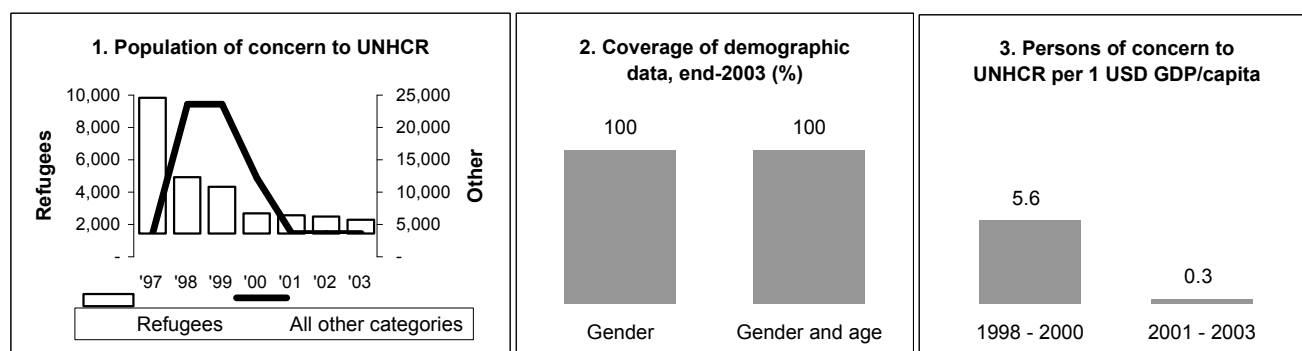 1. Population of concern to UNHCR
10,000
8,000
6,000
4,000
2,000
-
Refugees
25,000
20,000
15,000
10,000
5,000
-
Other
'97 '98 '99 '00 '01 '02 '03
Refugees All other categories
2. Coverage of demographic
data, end-2003 (%)
100 100
Gender Gender and age
3. Persons of concern to
UNHCR per 1 USD GDP/capita
5.6
0.3
1998 - 2000 2001 - 2003